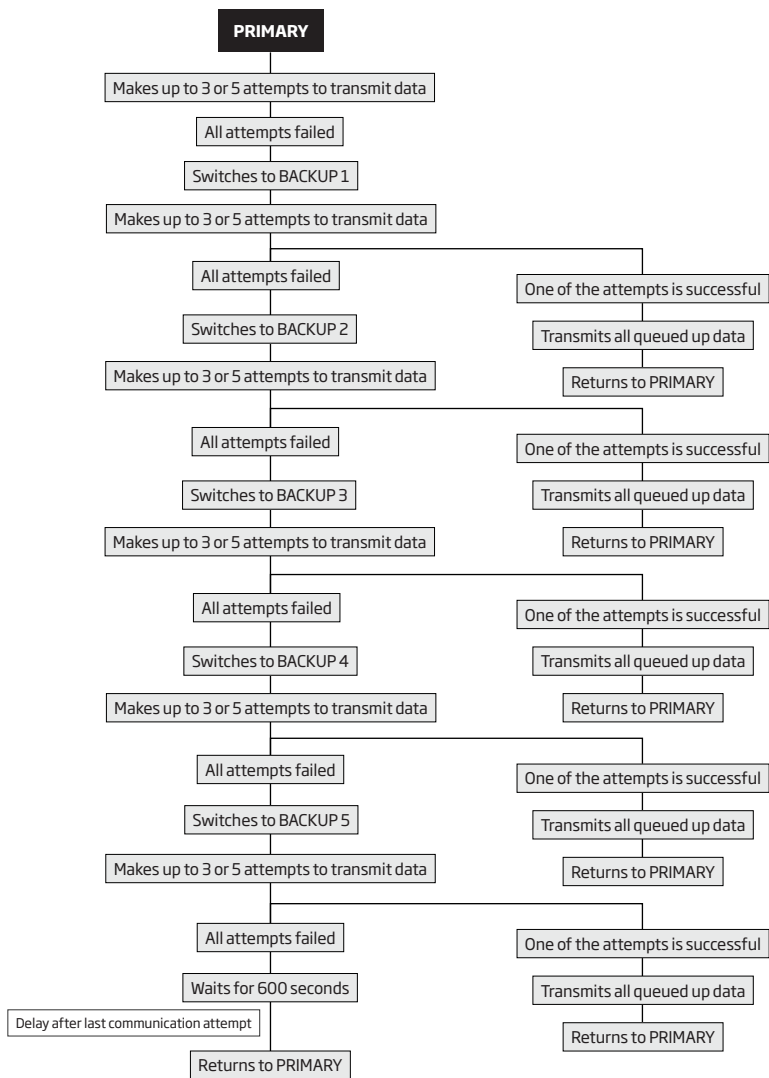 PRIMARY
Makes up to 3 or 5 attempts to transmit data
All attempts failed
Switches to BACKUP 1
Makes up to 3 or 5 attempts to transmit data
All attempts failed
One of the attempts is successful
Switches to BACKUP 2
Transmits all queued up data
Makes up to 3 or 5 attempts to transmit data
Returns to PRIMARY
All attempts failed
One of the attempts is successful
Switches to BACKUP 3
Transmits all queued up data
Makes up to 3 or 5 attempts to transmit data
Returns to PRIMARY
All attempts failed
One of the attempts is successful
Switches to BACKUP 4
Transmits all queued up data
Makes up to 3 or 5 attempts to transmit data
Returns to PRIMARY
All attempts failed
One of the attempts is successful
Switches to BACKUP 5
Transmits all queued up data
Makes up to 3 or 5 attempts to transmit data
Returns to PRIMARY
All attempts failed
One of the attempts is successful
Waits for 600 seconds
Transmits all queued up data
Delay after last communication attempt
Returns to PRIMARY
Returns to PRIMARY